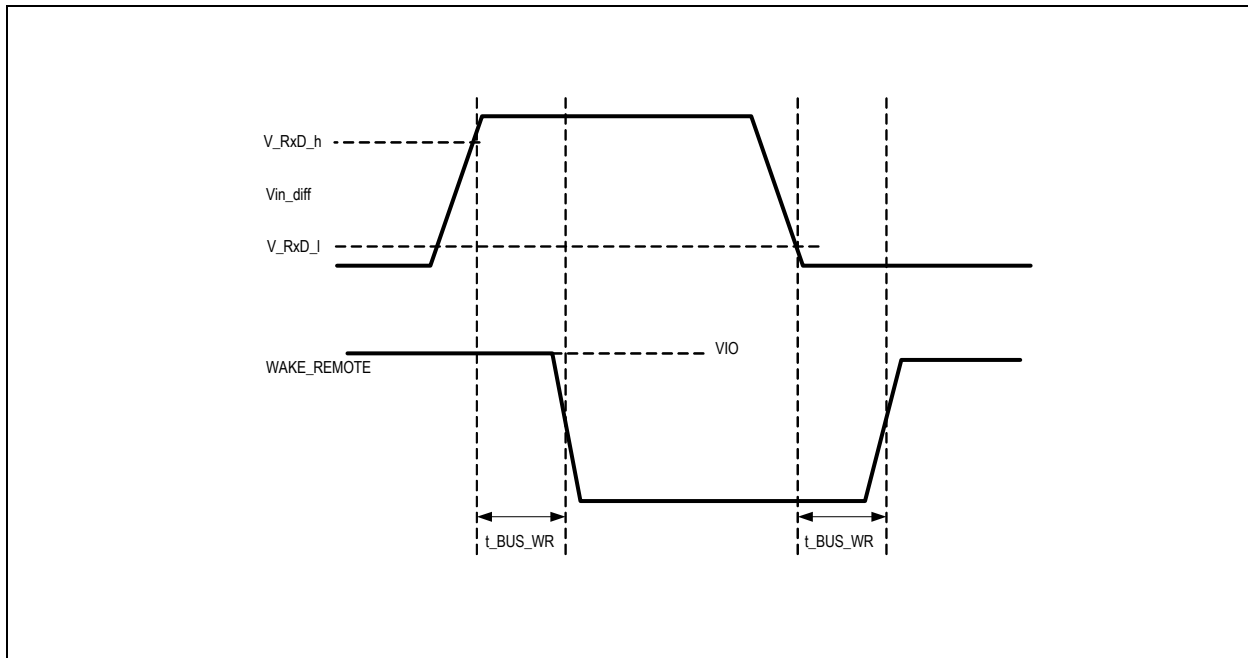 V_RxD_h
Vin_diff
V_RxD_l
VIO
WAKE_REMOTE
t_BUS_WR
t_BUS_WR